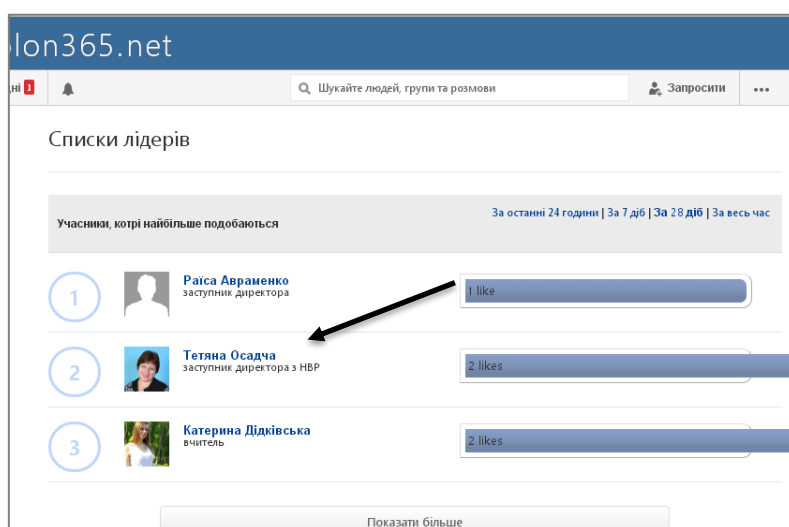 lon365.net
ні 1
Шукайте людей, групи та розмови
Запросити
Списки лідерів
Учасники, котрі найбільше подобаються
За останні 24 години | За 7 діб | За 28 діб | За весь час
1
Раїса Авраменко
заступник директора
1 like
2
Тетяна Осадча
заступник директора з НВР
2 likes
3
Катерина Дідківська
вчитель
2 likes
Показати більше